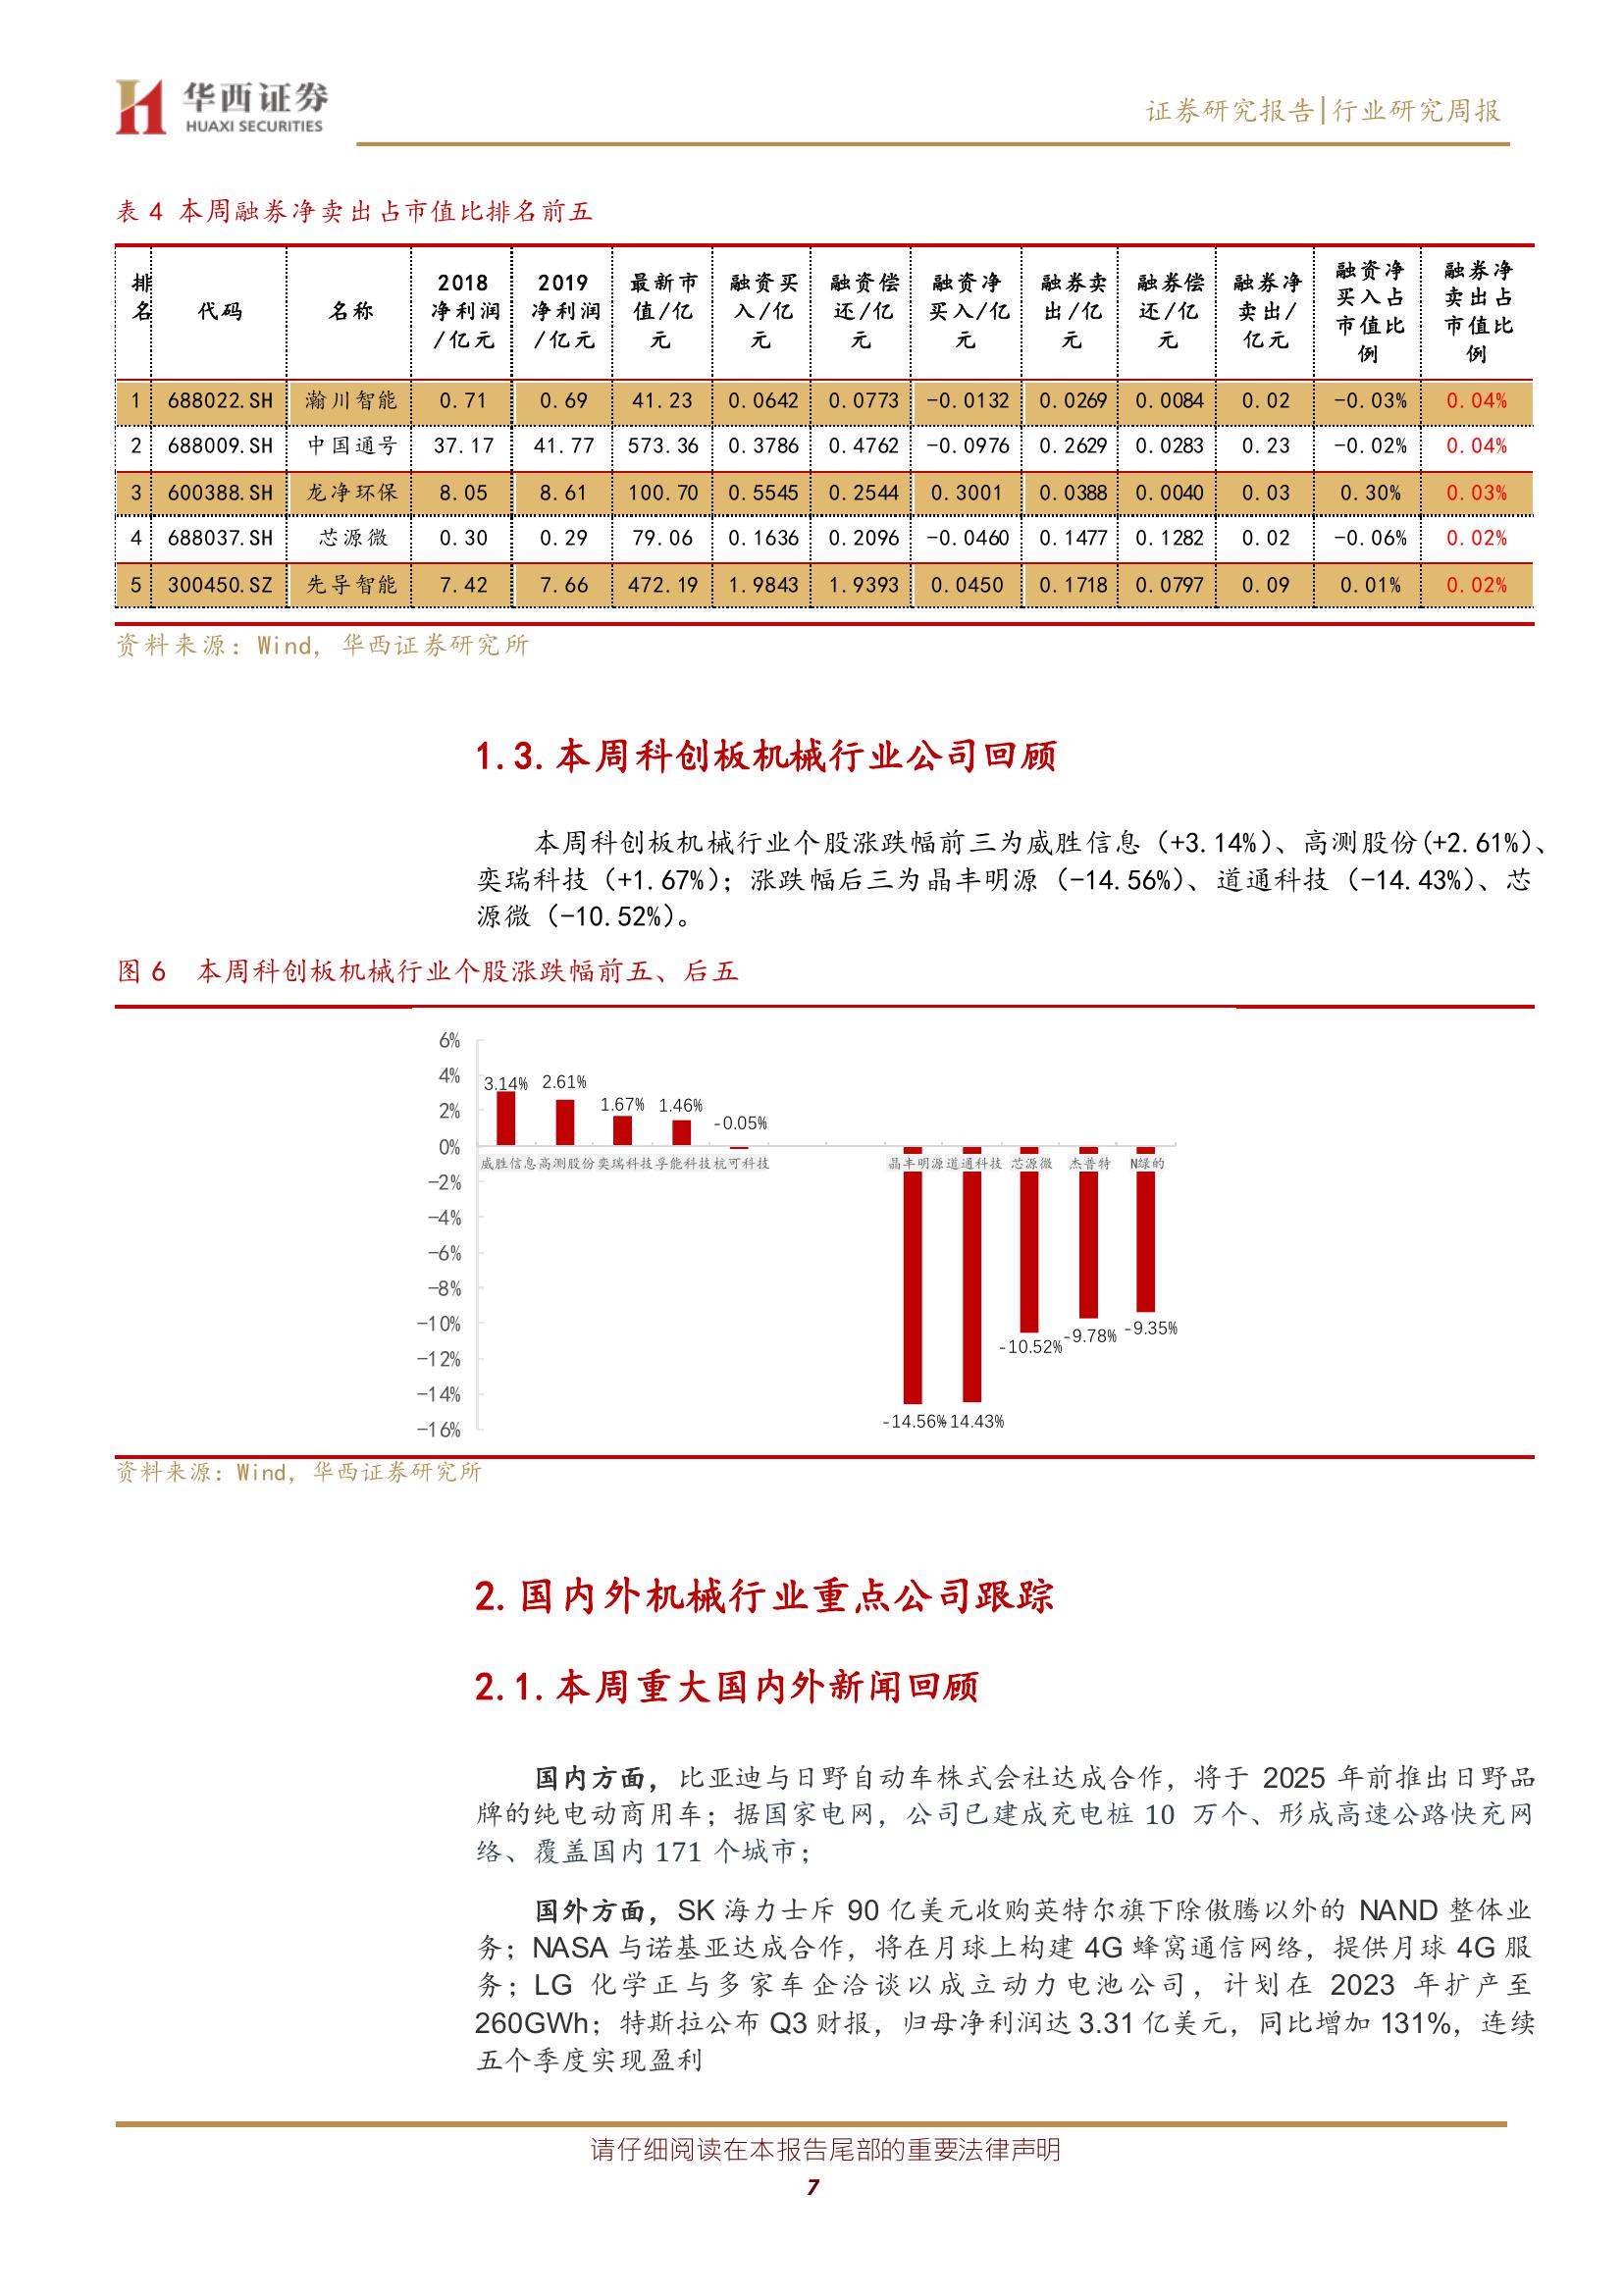 华西证券
HUAXI SECURITIES
证券研究报告|行业研究周报
表 4 本周融券净卖出占市值比排名前五
排名 代码 名称 2018净利润/亿元 2019净利润/亿元 最新市值/亿元 融资买入/亿元 融资偿还/亿元 融资净买入/亿元 融券卖出/亿元 融券偿还/亿元 融券净卖出/亿元 融资净买入占市值比例 融券净卖出占市值比例
1 688022.SH 瀚川智能 0.71 0.69 41.23 0.0642 0.0773 -0.0132 0.0269 0.0084 0.02 -0.03% 0.04%
2 688009.SH 中国通号 37.17 41.77 573.36 0.3786 0.4762 -0.0976 0.2629 0.0283 0.23 -0.02% 0.04%
3 600388.SH 龙净环保 8.05 8.61 100.70 0.5545 0.2544 0.3001 0.0388 0.0040 0.03 0.30% 0.03%
4 688037.SH 芯源微 0.30 0.29 79.06 0.1636 0.2096 -0.0460 0.1477 0.1282 0.02 -0.06% 0.02%
5 300450.SZ 先导智能 7.42 7.66 472.19 1.9843 1.9393 0.0450 0.1718 0.0797 0.09 0.01% 0.02%
资料来源：Wind，华西证券研究所
1.3.本周科创板机械行业公司回顾
本周科创板机械行业个股涨跌幅前三为威胜信息（+3.14%）、高测股份(+2.61%)、
奕瑞科技（+1.67%）；涨跌幅后三为晶丰明源（-14.56%）、道通科技（-14.43%）、芯
源微（-10.52%）。
图 6 本周科创板机械行业个股涨跌幅前五、后五
6%
4%
2%
0%
-2%
-4%
-6%
-8%
-10%
-12%
-14%
-16%
3.14% 2.61% 1.67% 1.46% -0.05%
威胜信息 高测股份 奕瑞科技 孚能科技 杭可科技 晶丰明源 道通科技 芯源微 杰普特 N绿的
-14.56% -14.43% -10.52% -9.78% -9.35%
资料来源：Wind，华西证券研究所
2.国内外机械行业重点公司跟踪
2.1.本周重大国内外新闻回顾
国内方面，比亚迪与日野自动车株式会社达成合作，将于 2025 年前推出日野品
牌的纯电动商用车；据国家电网，公司已建成充电桩 10 万个、形成高速公路快充网
络、覆盖国内 171 个城市；
国外方面，SK 海力士斥 90 亿美元收购英特尔旗下除傲腾以外的 NAND 整体业
务；NASA 与诺基亚达成合作，将在月球上构建 4G 蜂窝通信网络，提供月球 4G 服
务；LG 化学正与多家车企洽谈以成立动力电池公司，计划在 2023 年扩产至
260GWh；特斯拉公布 Q3 财报，归母净利润达 3.31 亿美元，同比增加 131%，连续
五个季度实现盈利
请仔细阅读在本报告尾部的重要法律声明
7